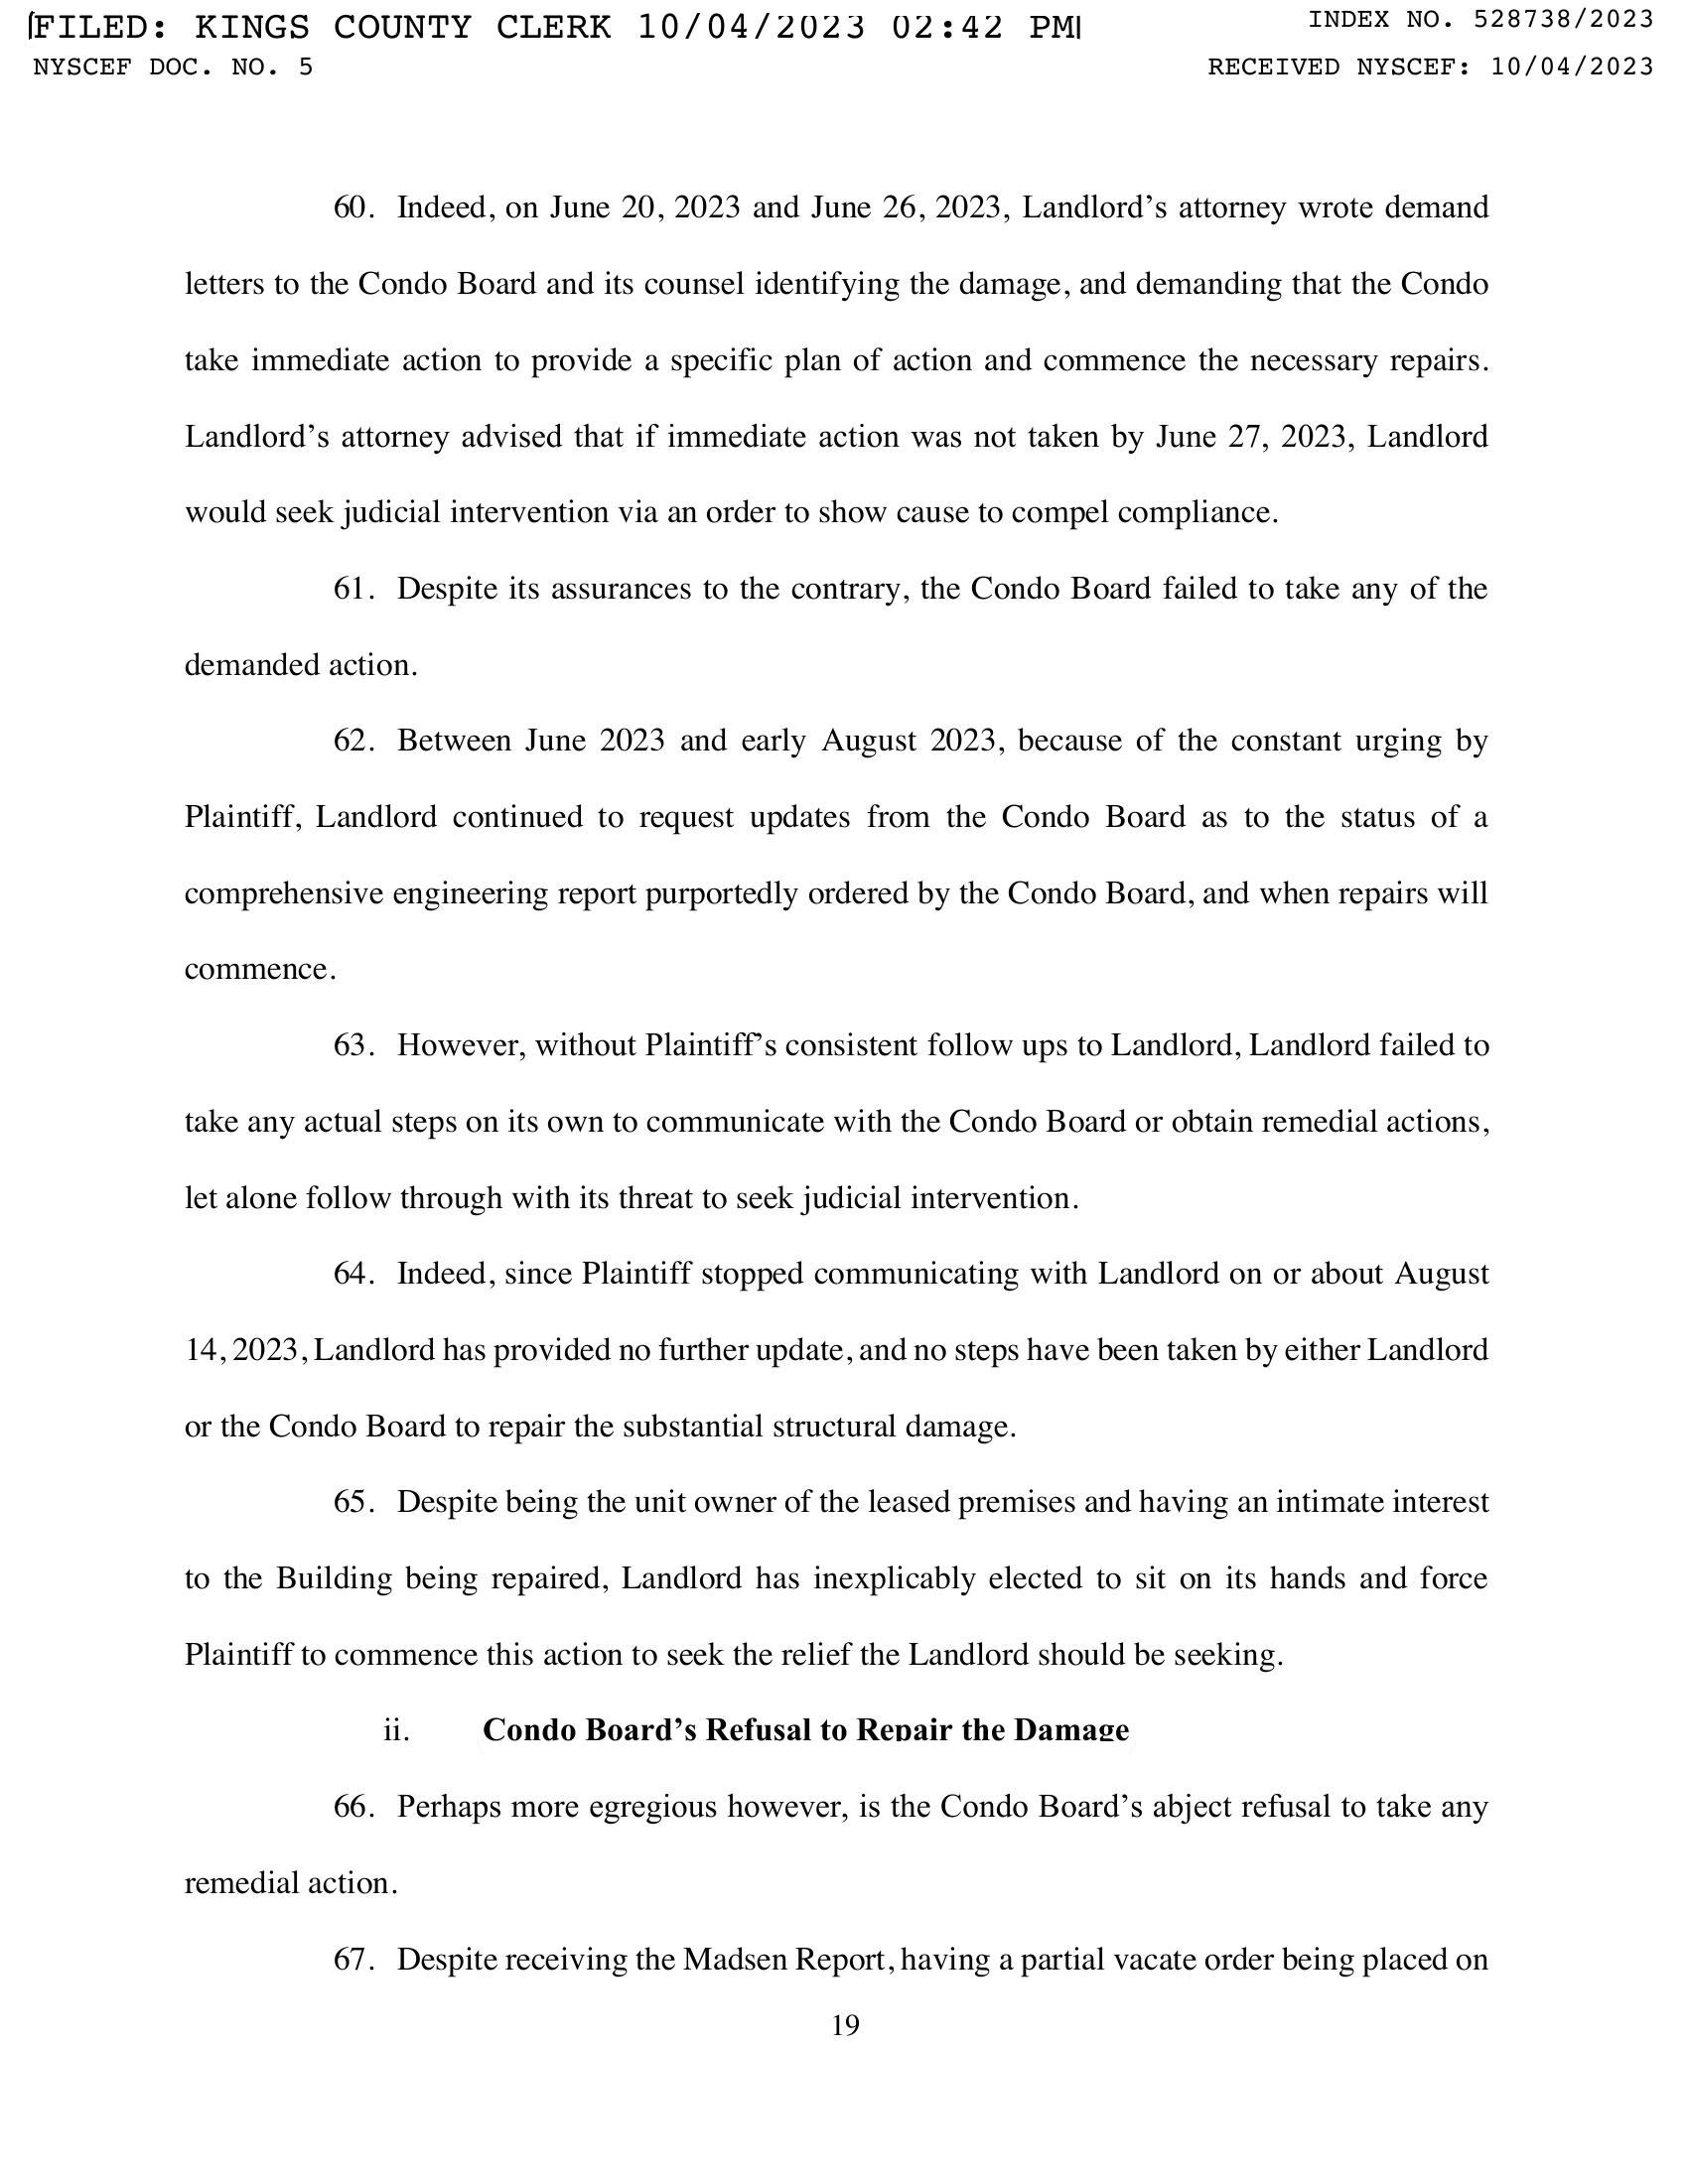 FILED: KINGS COUNTY CLERK 10/04/2023 02:42 PM
INDEX NO. 528738/2023
NYSCEF DOC. NO. 5
RECEIVED NYSCEF: 10/04/2023
60. Indeed, on June 20, 2023 and June 26, 2023, Landlord’s attorney wrote demand
letters to the Condo Board and its counsel identifying the damage, and demanding that the Condo
take immediate action to provide a specific plan of action and commence the necessary repairs.
Landlord’s attorney advised that if immediate action was not taken by June 27, 2023, Landlord
would seek judicial intervention via an order to show cause to compel compliance.
61. Despite its assurances to the contrary, the Condo Board failed to take any of the
demanded action.
62. Between June 2023 and early August 2023, because of the constant urging by
Plaintiff, Landlord continued to request updates from the Condo Board as to the status of a
comprehensive engineering report purportedly ordered by the Condo Board, and when repairs will
commence.
63. However, without Plaintiff’s consistent follow ups to Landlord, Landlord failed to
take any actual steps on its own to communicate with the Condo Board or obtain remedial actions,
let alone follow through with its threat to seek judicial intervention.
64. Indeed, since Plaintiff stopped communicating with Landlord on or about August
14, 2023, Landlord has provided no further update, and no steps have been taken by either Landlord
or the Condo Board to repair the substantial structural damage.
65. Despite being the unit owner of the leased premises and having an intimate interest
to the Building being repaired, Landlord has inexplicably elected to sit on its hands and force
Plaintiff to commence this action to seek the relief the Landlord should be seeking.
ii. Condo Board’s Refusal to Repair the Damage
66. Perhaps more egregious however, is the Condo Board’s abject refusal to take any
remedial action.
67. Despite receiving the Madsen Report, having a partial vacate order being placed on
19